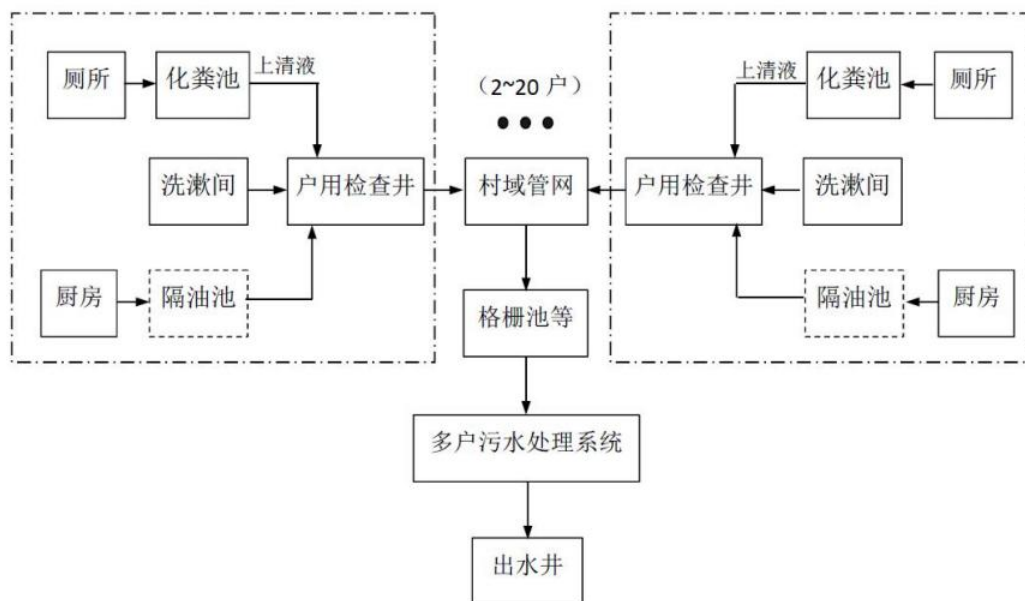 厕所
化粪池
上清液
洗漱间
户用检查井
厨房
隔油池
（2~20 户）
村域管网
上清液
化粪池
厕所
户用检查井
洗漱间
隔油池
厨房
格栅池等
多户污水处理系统
出水井